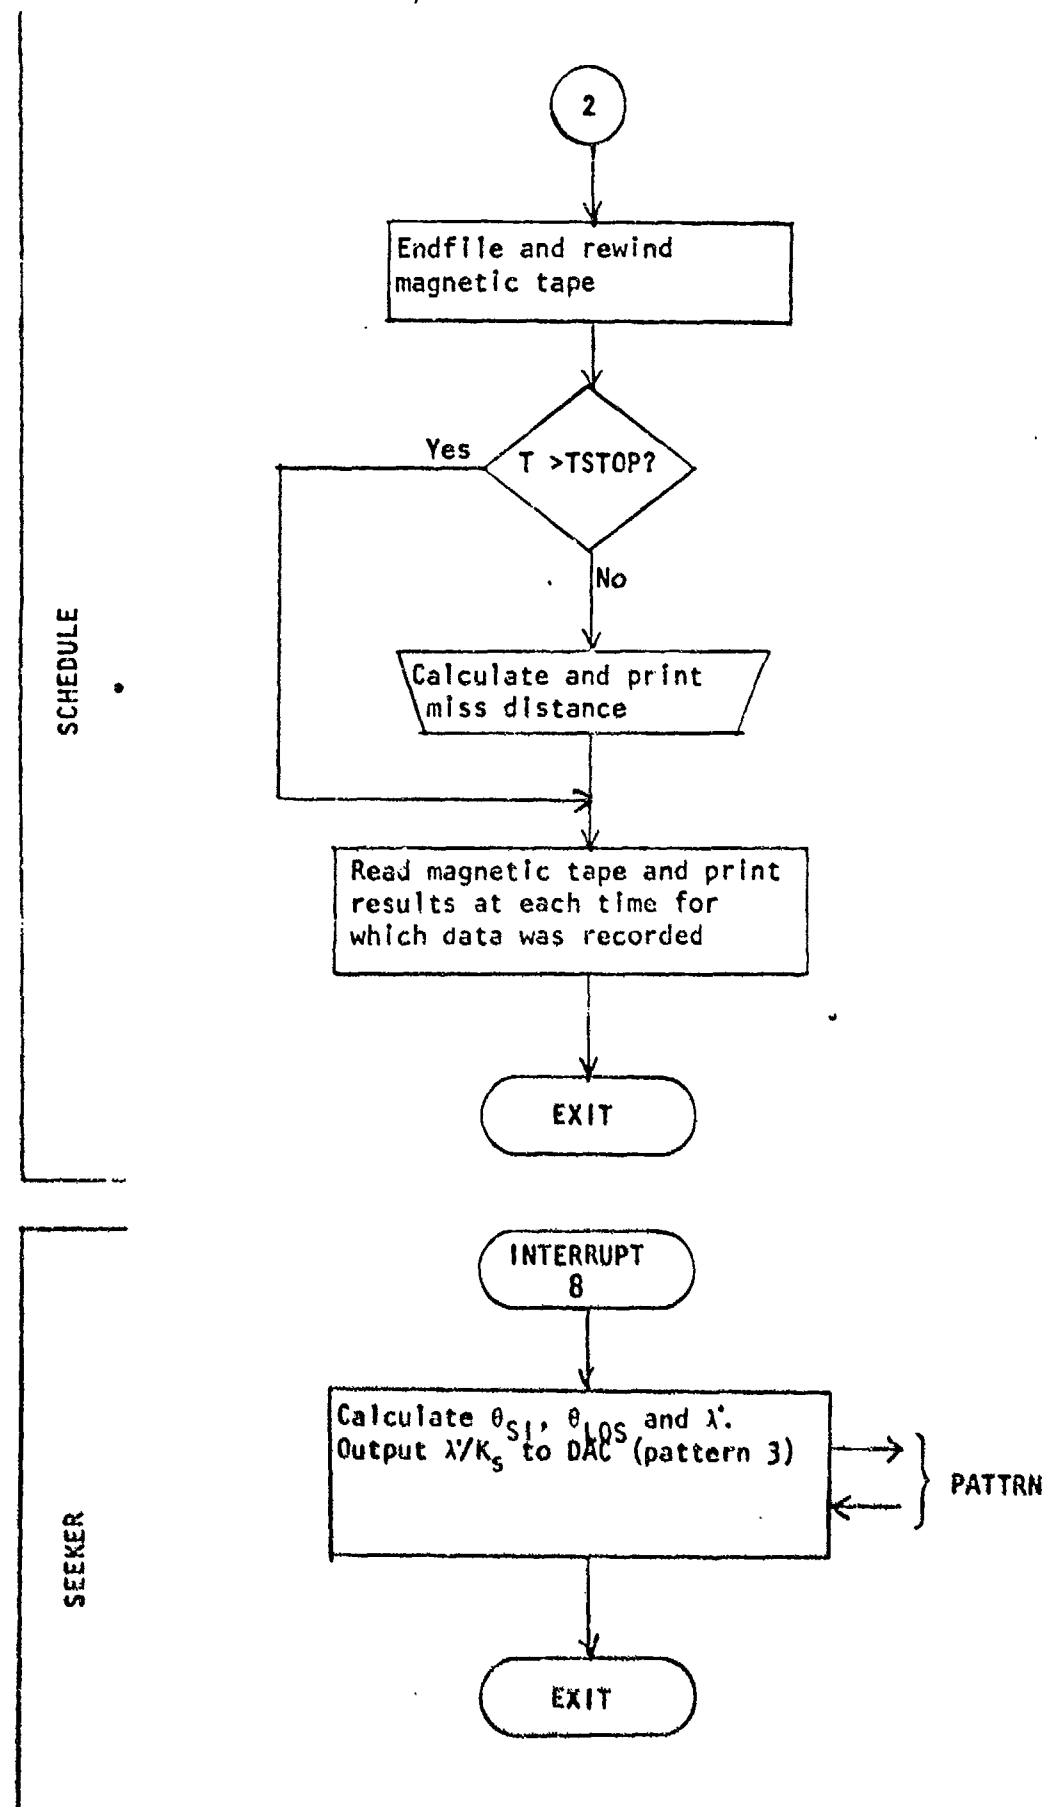 2
Endfile and rewind
magnetic tape
Yes
T >TSTOP?
No
Calculate and print
miss distance
SCHEDULE
Read magnetic tape and print
results at each time for
which data was recorded
EXIT
INTERRUPT
8
Calculate θSI, θLOS and λ̇.
Output λ̇/Ks to DAC (pattern 3)
PATTRN
SEEKER
EXIT